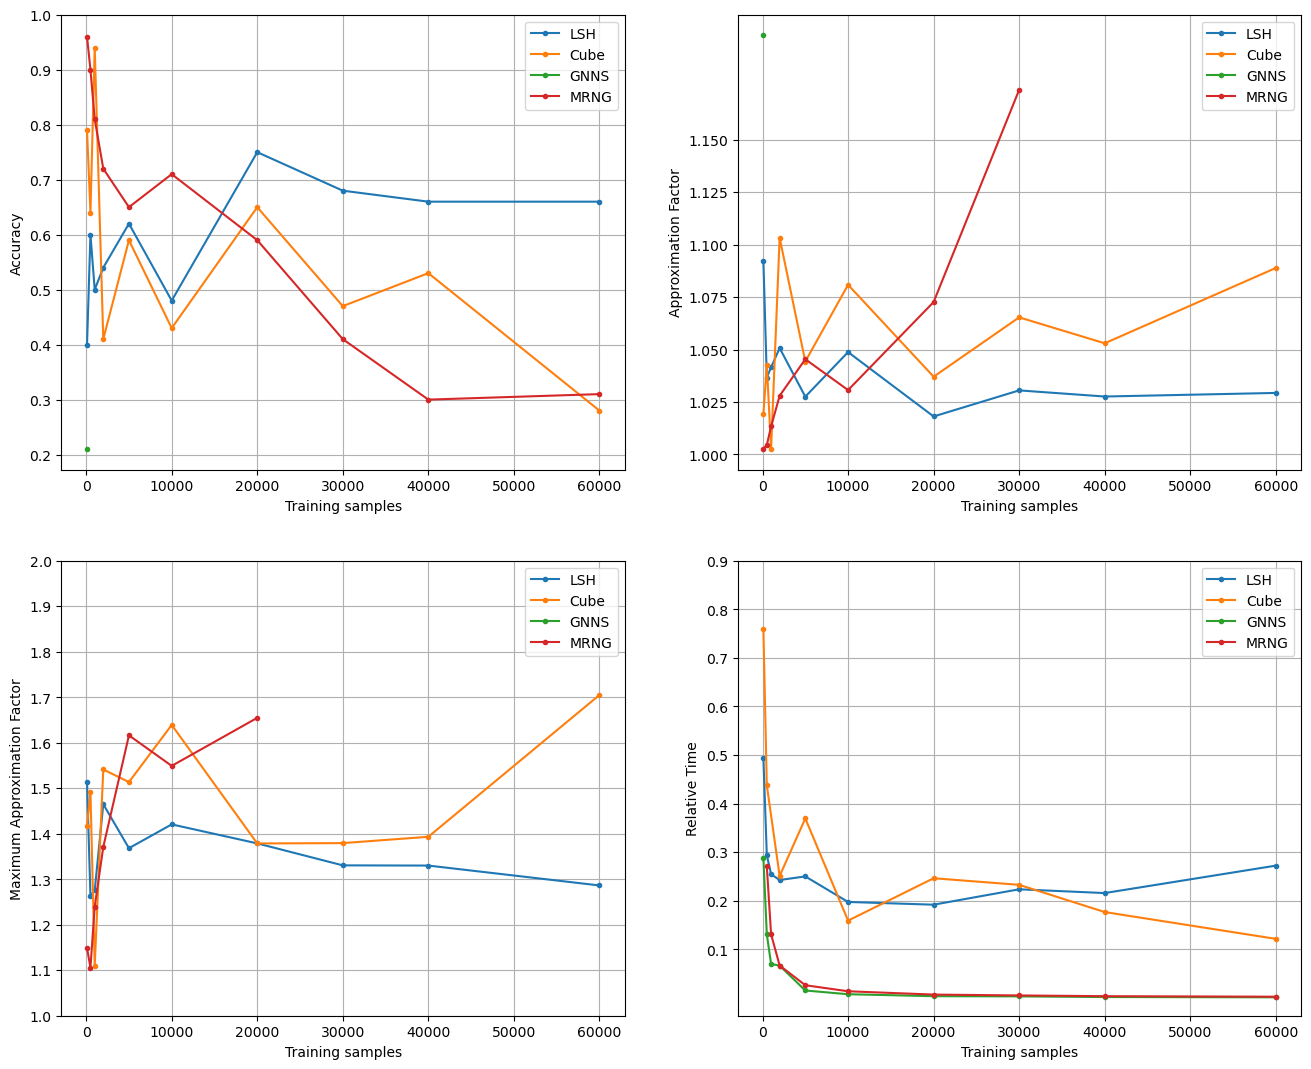 1.0
0.9
0.8
0.7
0.6
0.5
0.4
0.3
0.2
Accuracy
0 10000 20000 30000 40000 50000 60000
Training samples
LSH
Cube
GNNS
MRNG
1.150
1.125
1.100
1.075
1.050
1.025
1.000
Approximation Factor
0 10000 20000 30000 40000 50000 60000
Training samples
LSH
Cube
GNNS
MRNG
2.0
1.9
1.8
1.7
1.6
1.5
1.4
1.3
1.2
1.1
1.0
Maximum Approximation Factor
0 10000 20000 30000 40000 50000 60000
Training samples
LSH
Cube
GNNS
MRNG
0.9
0.8
0.7
0.6
0.5
0.4
0.3
0.2
0.1
Relative Time
0 10000 20000 30000 40000 50000 60000
Training samples
LSH
Cube
GNNS
MRNG